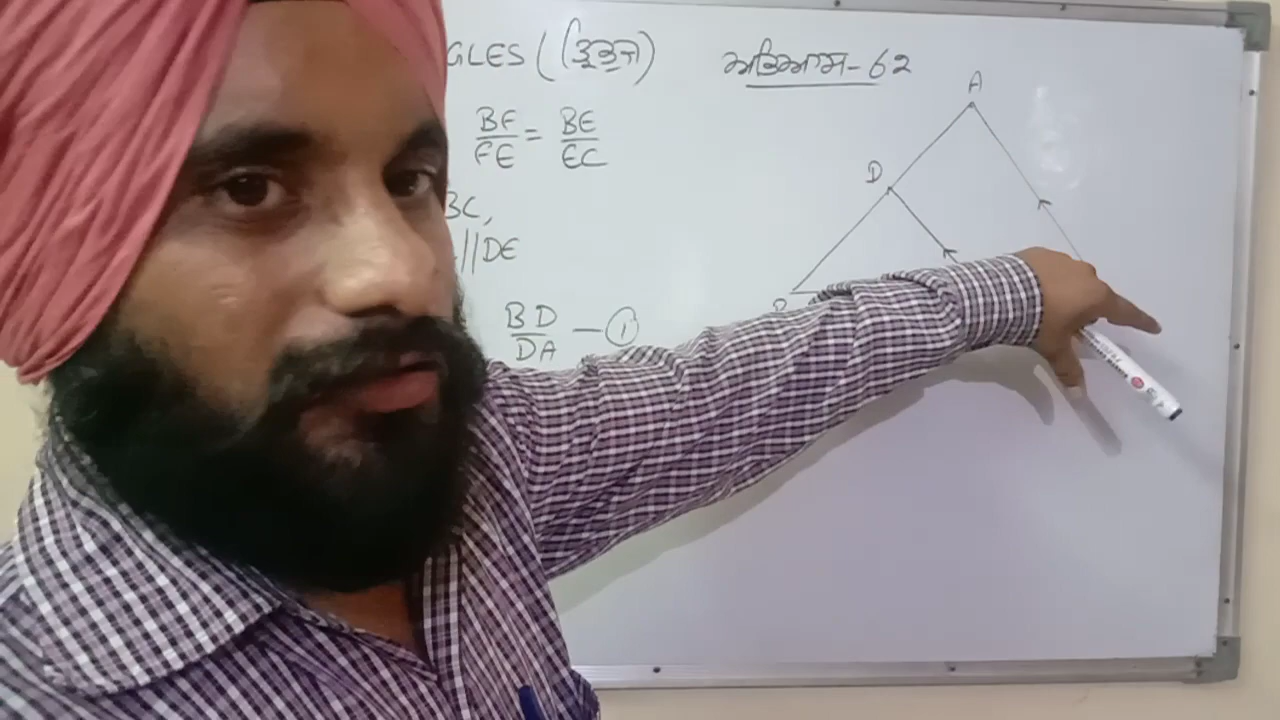 GLES (ਤ੍ਰਿਭੁਜ) ਅਭਿਆਸ-62
BF/FE = BE/EC
BC,
//DE
BD/DA — ①
A
D
B